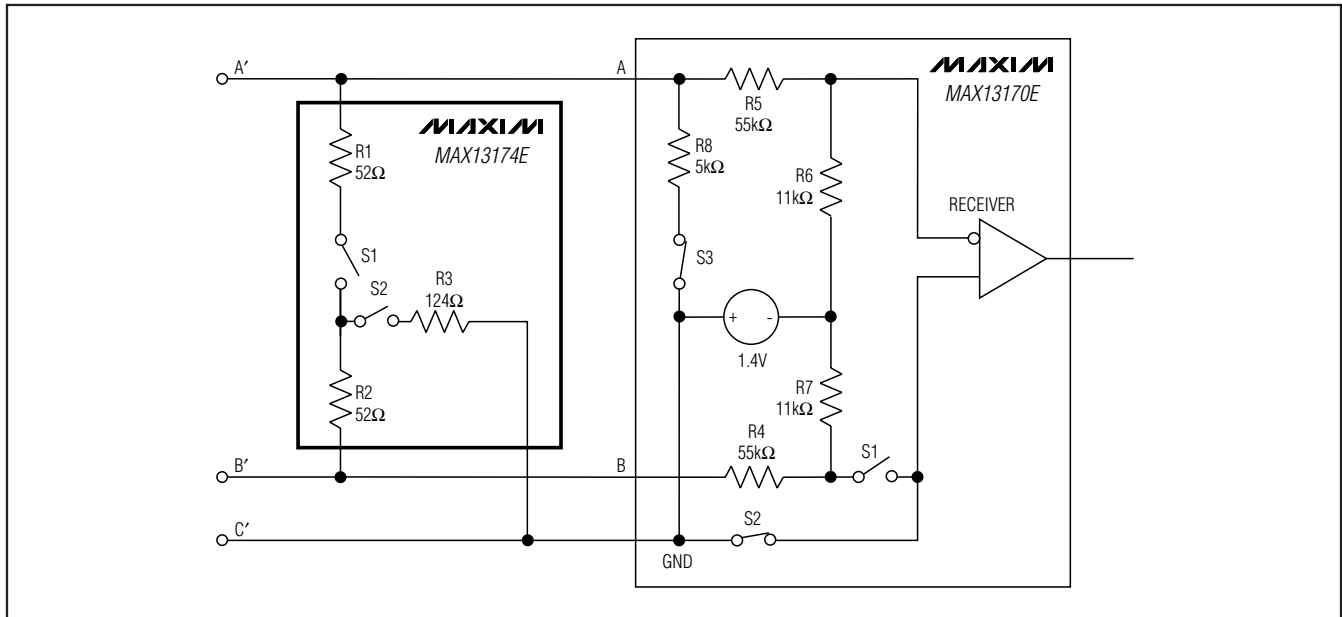 A′
A
MAXIM
MAX13170E
R5
55kΩ
MAXIM
MAX13174E
R1
52Ω
R8
5kΩ
R6
11kΩ
RECEIVER
S1
S3
S2
R3
124Ω
+ -
1.4V
R2
52Ω
R7
11kΩ
R4
55kΩ
S1
B′
B
S2
C′
GND